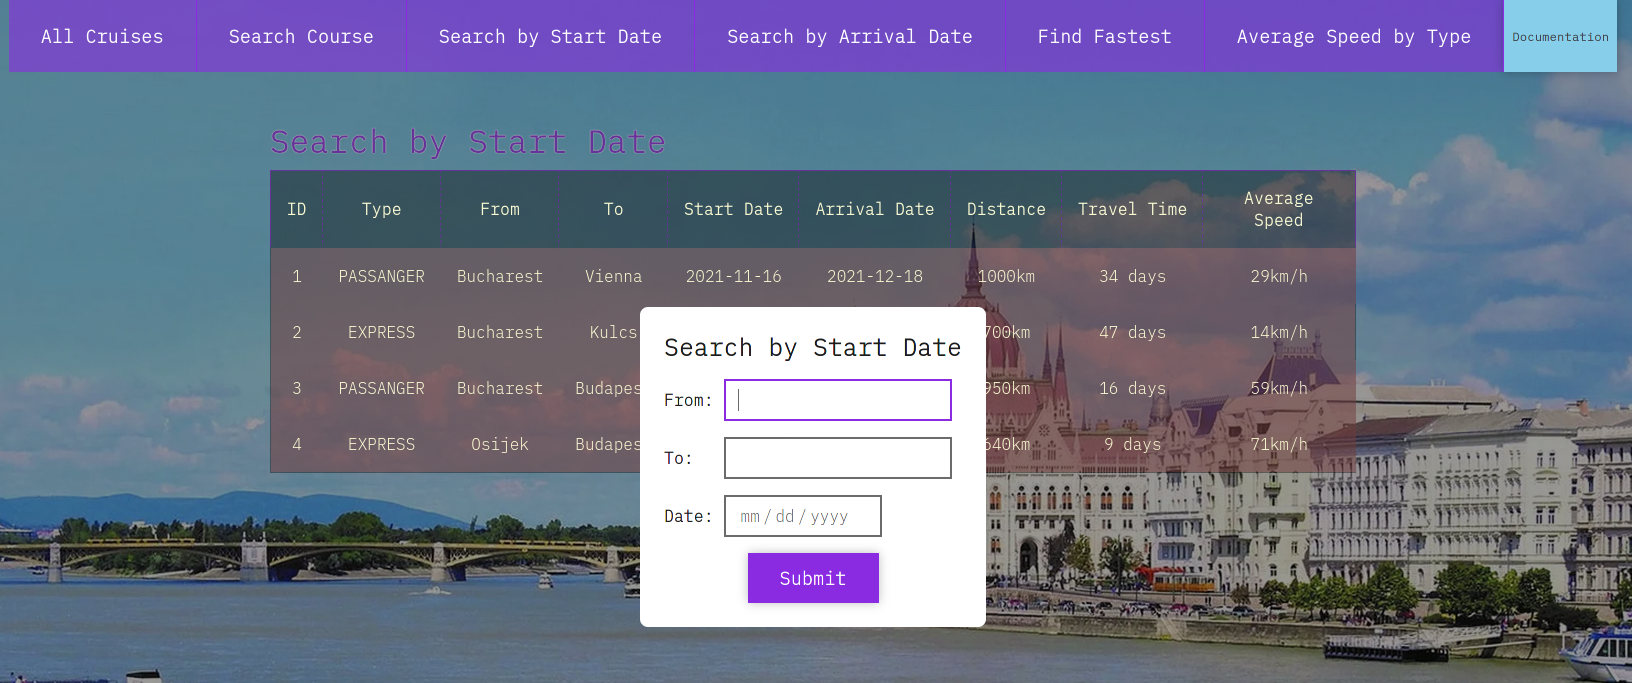 All Cruises Search Course Search by Start Date Search by Arrival Date Find Fastest Average Speed by Type Documentation
Search by Start Date
ID Type From To Start Date Arrival Date Distance Travel Time Average Speed
1 PASSANGER Bucharest Vienna 2021-11-16 2021-12-18 1000km 34 days 29km/h
2 EXPRESS Bucharest Kulcs 700km 47 days 14km/h
3 PASSANGER Bucharest Budapes 950km 16 days 59km/h
4 EXPRESS Osijek Budapes 640km 9 days 71km/h
Search by Start Date
From:
To:
Date: mm/dd/yyyy
Submit